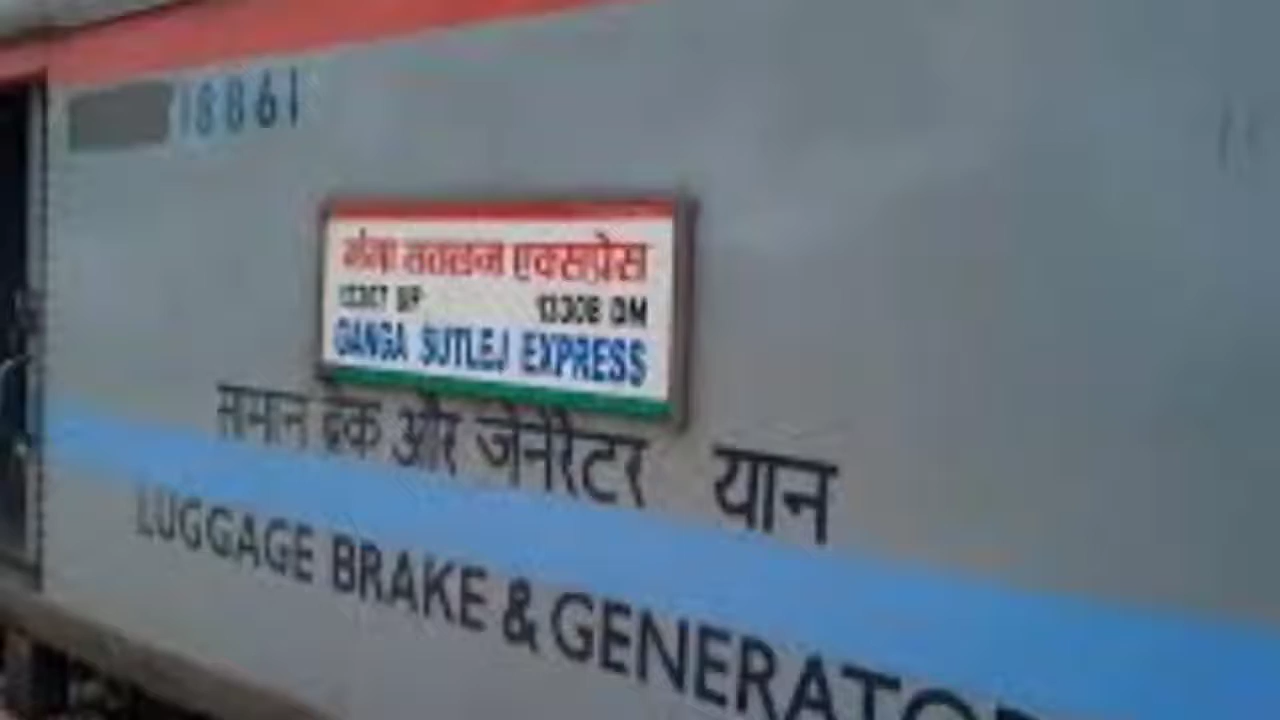 18861
गंगा सतलज एक्सप्रेस
13307 UP 13308 DN
GANGA SUTLEJ EXPRESS
सामान ब्रेक और जेनेरेटर यान
LUGGAGE BRAKE & GENERATOR